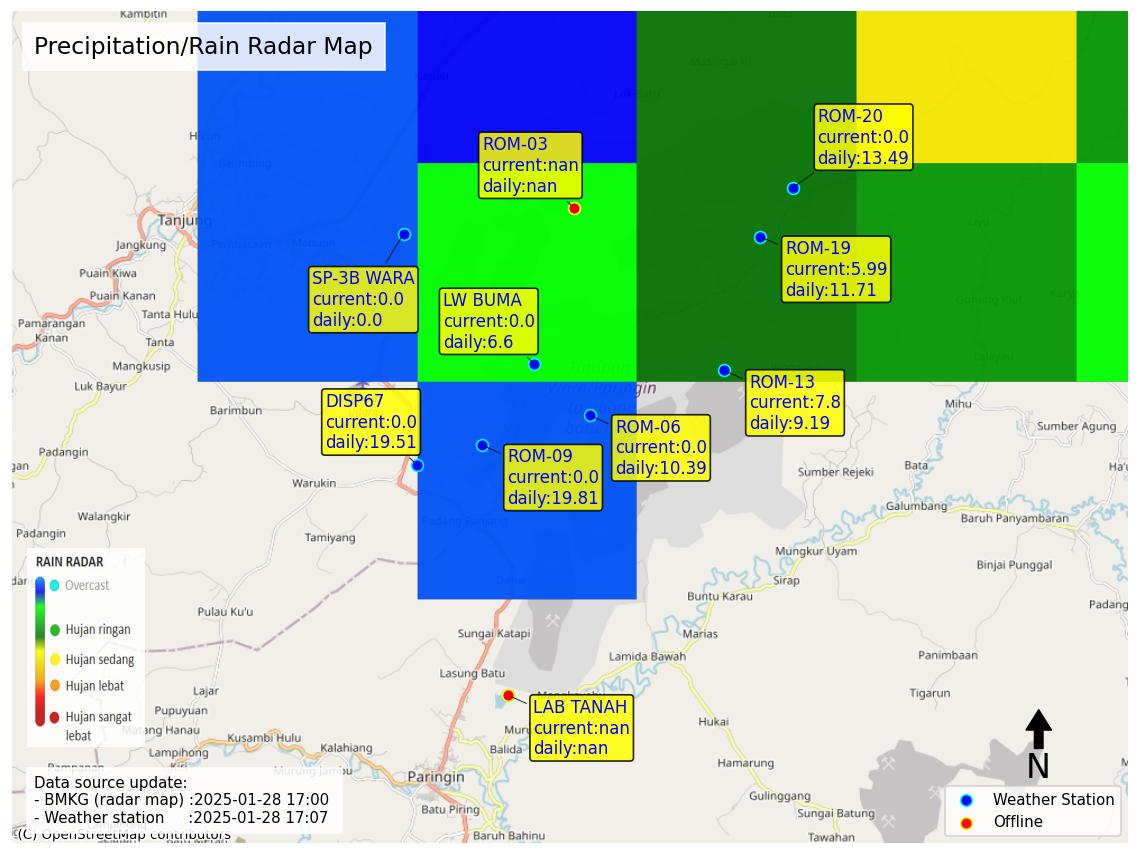 Kambitin
Precipitation/Rain Radar Map
ROM-20
current:0.0
daily:13.49
ROM-03
current:nan
daily:nan
Tanjung
Jangkung
Puain Kiwa
Puain Kanan
Tanta Hulu
Pamarangan
Kanan
Tanta
Mangkusip
Luk Bayur
SP-3B WARA
current:0.0
daily:0.0
ROM-19
current:5.99
daily:11.71
LW BUMA
current:0.0
daily:6.6
ROM-13
current:7.8
daily:9.19
DISP67
current:0.0
daily:19.51
ROM-06
current:0.0
daily:10.39
ROM-09
current:0.0
daily:19.81
Barimbun
Mihu
Sumber Agung
Padangin
Warukin
Sumber Rejeki
Bata
Galumbang
Baruh Panyambaran
Walangkir
Padangin
Tamiyang
Mungkur Uyam
Binjai Punggal
Sirap
Buntu Karau
Padang
RAIN RADAR
Overcast
Hujan ringan
Hujan sedang
Hujan lebat
Hujan sangat
lebat
Pulau Ku'u
Sungai Katapi
Marias
Lamida Bawah
Panimbaan
Lasung Batu
Lajar
Tigarun
Pupuyuan
Matang Hanau
LAB TANAH
current:nan
daily:nan
Hukai
Kusambi Hulu
Lampihong
Kalahiang
Balida
Hamarung
N
Murung Jambu
Paringin
Data source update:
- BMKG (radar map) :2025-01-28 17:00
- Weather station :2025-01-28 17:07
Gulinggang
Batu Piring
Sungai Batung
Weather Station
Offline
(C) OpenStreetMap contributors
Baruh Bahinu
Tawahan